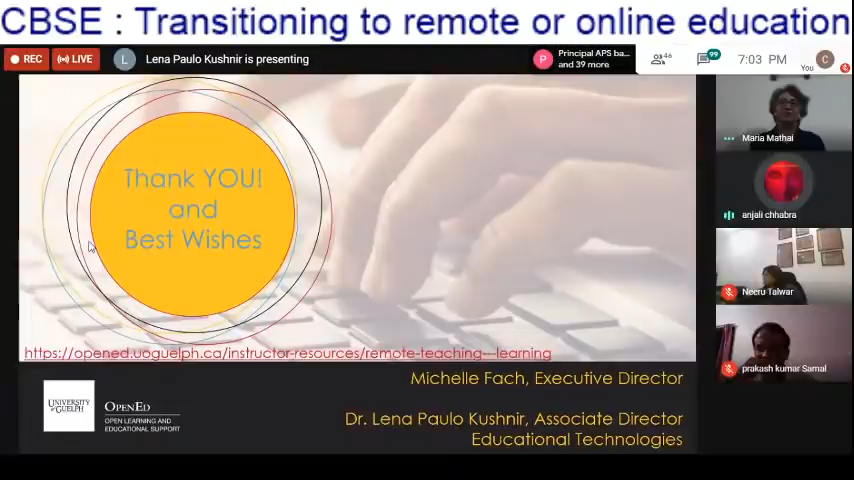 CBSE : Transitioning to remote or online education
REC
LIVE
L
Lena Paulo Kushnir is presenting
P
Principal APS ba...
and 39 more
46
99
7:03 PM
You
C
Thank YOU!
and
Best Wishes
https://opened.uoguelph.ca/instructor-resources/remote-teaching---learning
Michelle Fach, Executive Director
Dr. Lena Paulo Kushnir, Associate Director
Educational Technologies
UNIVERSITY
of GUELPH
OPENED
OPEN LEARNING AND
EDUCATIONAL SUPPORT
Maria Mathai
anjali chhabra
Neeru Talwar
prakash kumar Samal